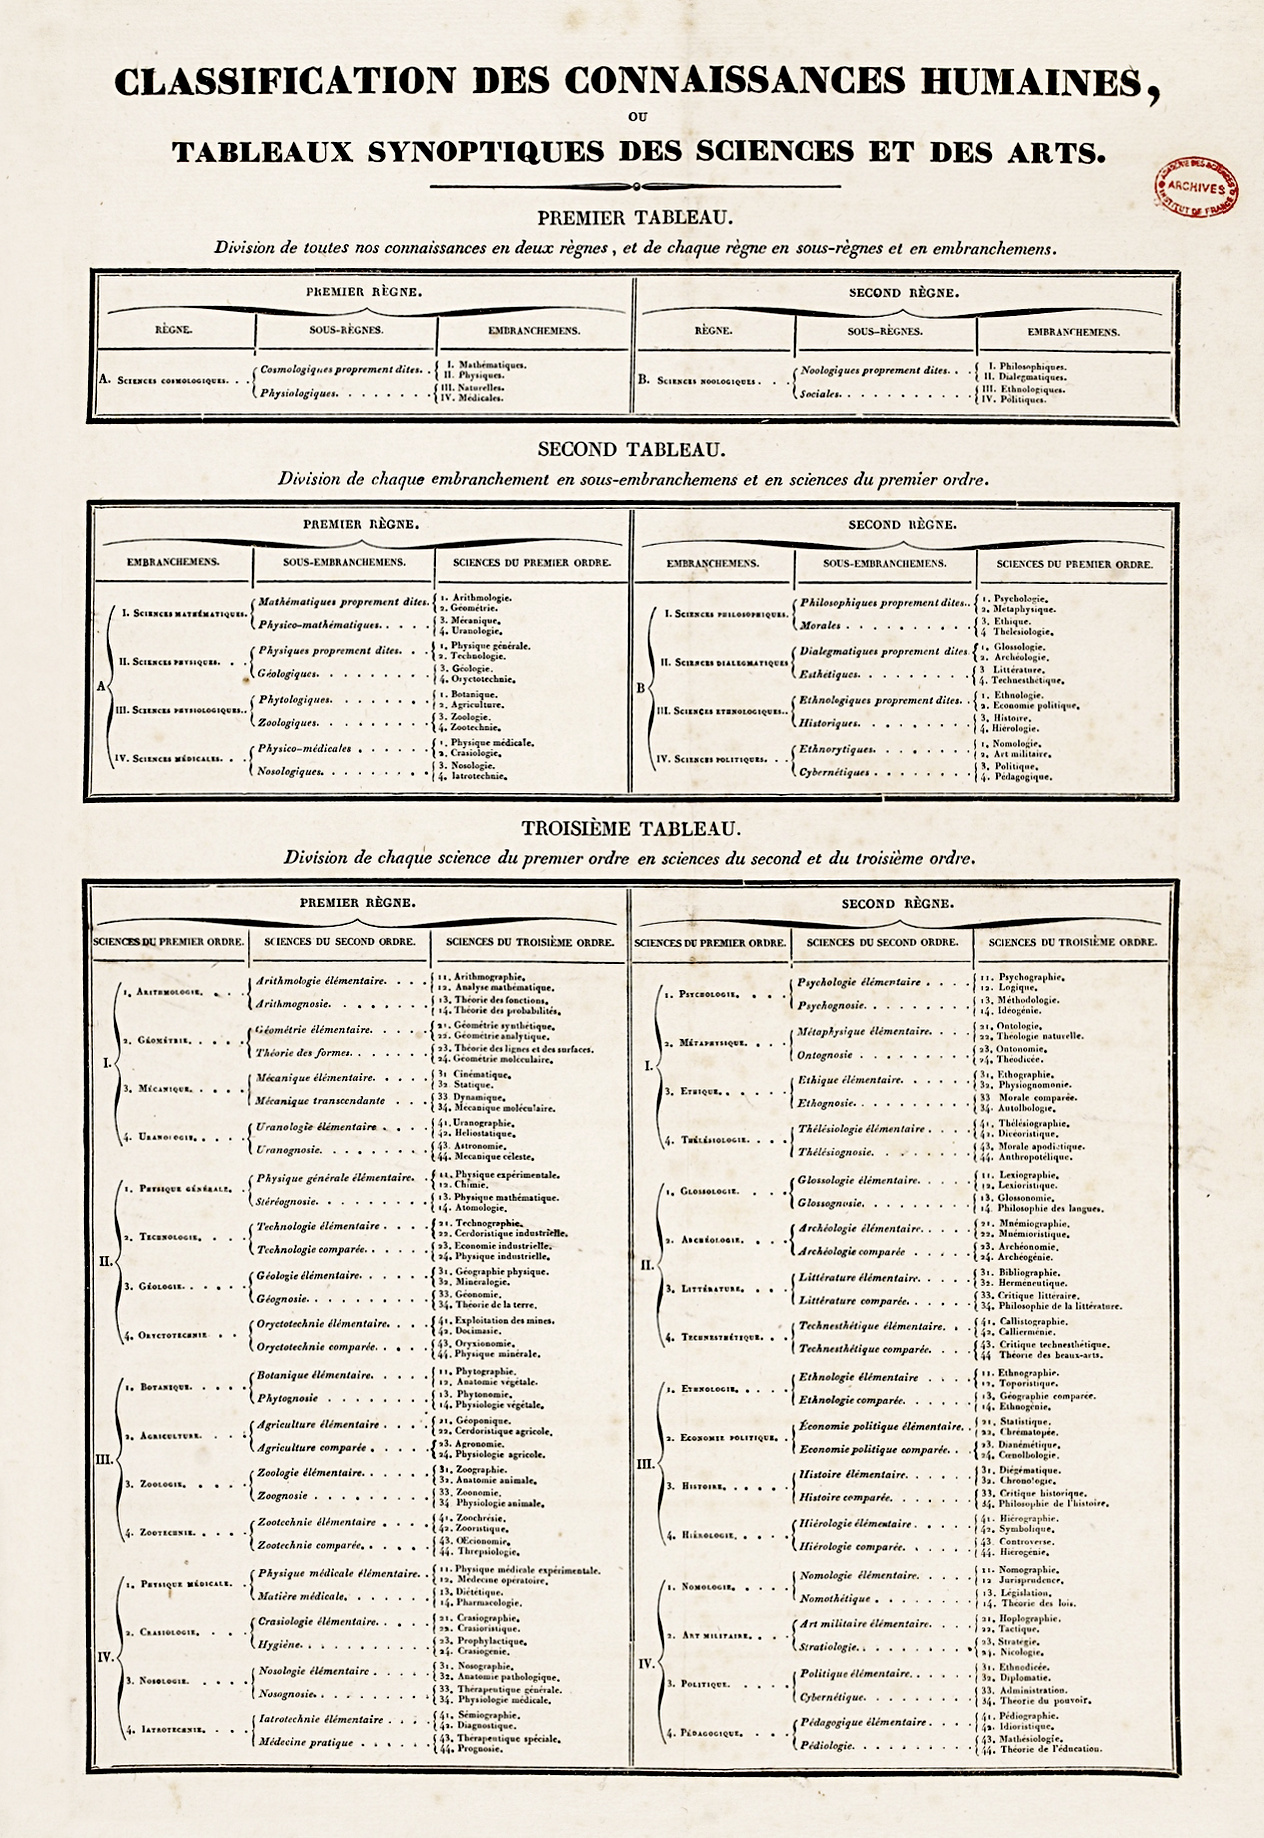 CLASSIFICATION DES CONNAISSANCES HUMAINES,
OU
TABLEAUX SYNOPTIQUES DES SCIENCES ET DES ARTS.
ACADÉMIE DES SCIENCES
ARCHIVES
INSTITUT DE FRANCE
PREMIER TABLEAU.
Division de toutes nos connaissances en deux règnes, et de chaque règne en sous-règnes et en embranchemens.
PREMIER RÈGNE.
RÈGNE. SOUS-RÈGNES. EMBRANCHEMENS.
A. SCIENCES COSMOLOGIQUES. . .
Cosmologiques proprement dites. .
I. Mathématiques.
II. Physiques.
Physiologiques. . . . . . . .
III. Naturelles.
IV. Médicales.
SECOND RÈGNE.
RÈGNE. SOUS-RÈGNES. EMBRANCHEMENS.
B. SCIENCES NOOLOGIQUES. . . .
Noologiques proprement dites. . .
I. Philosophiques.
II. Dialegmatiques.
Sociales. . . . . . . . . . .
III. Ethnologiques.
IV. Politiques.
SECOND TABLEAU.
Division de chaque embranchement en sous-embranchemens et en sciences du premier ordre.
PREMIER RÈGNE.
EMBRANCHEMENS. SOUS-EMBRANCHEMENS. SCIENCES DU PREMIER ORDRE.
A
I. SCIENCES MATHÉMATIQUES.
Mathématiques proprement dites.
1. Arithmologie.
2. Géométrie.
Physico-mathématiques. . . . .
3. Mécanique.
4. Uranologie.
II. SCIENCES PHYSIQUES. . . .
Physiques proprement dites. . .
1. Physique générale.
2. Technologie.
Géologiques. . . . . . . . .
3. Géologie.
4. Oryctotechnie.
III. SCIENCES PHYSIOLOGIQUES. .
Phytologiques. . . . . . . .
1. Botanique.
2. Agriculture.
Zoologiques. . . . . . . . .
3. Zoologie.
4. Zootechnie.
IV. SCIENCES MÉDICALES. . . .
Physico-médicales . . . . . .
1. Physique médicale.
2. Crasiologie.
Nosologiques. . . . . . . . .
3. Nosologie.
4. Iatrotechnie.
SECOND RÈGNE.
EMBRANCHEMENS. SOUS-EMBRANCHEMENS. SCIENCES DU PREMIER ORDRE.
B
I. SCIENCES PHILOSOPHIQUES.
Philosophiques proprement dites. .
1. Psychologie.
2. Métaphysique.
Morales . . . . . . . . . .
3. Ethique.
4 Thélésiologie.
II. SCIENCES DIALEGMATIQUES
Dialegmatiques proprement dites.
1. Glossologie.
2. Archéologie.
Esthétiques. . . . . . . . .
3 Littérature.
4. Technesthétique.
III. SCIENCES ETHNOLOGIQUES. .
Ethnologiques proprement dites. .
1. Ethnologie.
2. Economie politique.
Historiques. . . . . . . . .
3. Histoire.
4. Hiérologie.
IV. SCIENCES POLITIQUES. . . .
Ethnorytiques. . . . . . . .
1. Nomologie.
2. Art militaire.
Cybernétiques . . . . . . . .
3. Politique.
4. Pédagogique.
TROISIÈME TABLEAU.
Division de chaque science du premier ordre en sciences du second et du troisième ordre.
PREMIER RÈGNE.
SCIENCES DU PREMIER ORDRE. SCIENCES DU SECOND ORDRE. SCIENCES DU TROISIÈME ORDRE.
I.
1. ARITHMOLOGIE. . . .
Arithmologie élémentaire. . . .
11. Arithmographie.
12. Analyse mathématique.
Arithmognosie. . . . . . . .
13. Théorie des fonctions.
14. Théorie des probabilités.
2. GÉOMÉTRIE. . . . . .
Géométrie élémentaire. . . . .
21. Géométrie synthétique.
22. Géométrie analytique.
Théorie des formes. . . . . . .
23. Théorie des lignes et des surfaces.
24. Géométrie moléculaire.
3. MÉCANIQUE. . . . . .
Mécanique élémentaire. . . . .
31 Cinématique.
32 Statique.
Mécanique transcendante . . .
33 Dynamique.
34. Mécanique moléculaire.
4. URANOLOGIE. . . . .
Uranologie élémentaire . . . .
41. Uranographie.
42. Héliostatique.
Uranognosie. . . . . . . . .
43. Astronomie.
44. Mécanique céleste.
II.
1. PHYSIQUE GÉNÉRALE. .
Physique générale élémentaire. .
11. Physique expérimentale.
12. Chimie.
Stéréognosie. . . . . . . . .
13. Physique mathématique.
14. Atomologie.
2. TECHNOLOGIE. . . . .
Technologie élémentaire . . . .
21. Technographie.
22. Cerdoristique industrielle.
Technologie comparée. . . . . .
23. Economie industrielle.
24. Physique industrielle.
3. GÉOLOGIE. . . . . . .
Géologie élémentaire. . . . . .
31. Géographie physique.
32. Minéralogie.
Géognosie. . . . . . . . . .
33. Géonomie.
34. Théorie de la terre.
4. ORYCTOTECHNIE . .
Oryctotechnie élémentaire. . . .
41. Exploitation des mines.
42. Docimasie.
Oryctotechnie comparée. . . . .
43. Oryxionomie.
44. Physique minérale.
III.
1. BOTANIQUE. . . . . .
Botanique élémentaire. . . . .
11. Phytographie.
12. Anatomie végétale.
Phytognosie . . . . . . . . .
13. Phytonomie.
14. Physiologie végétale.
2. AGRICULTURE. . . . .
Agriculture élémentaire . . . .
21. Géoponique.
22. Cerdoristique agricole.
Agriculture comparée . . . . .
23. Agronomie.
24. Physiologie agricole.
3. ZOOLOGIE. . . . . . .
Zoologie élémentaire. . . . . .
31. Zoographie.
32. Anatomie animale.
Zoognosie . . . . . . . . . .
33. Zoonomie.
34 Physiologie animale.
4. ZOOTECHNIE. . . . .
Zootechnie élémentaire . . . .
41. Zoochrésie.
42. Zooristique.
Zootechnie comparée. . . . . .
43. Œcionomie.
44. Threpsiologie.
IV.
1. PHYSIQUE MÉDICALE. .
Physique médicale élémentaire. .
11. Physique médicale expérimentale.
12. Médecine opératoire.
Matière médicale. . . . . . . .
13. Diététique.
14. Pharmacologie.
2. CRASIOLOGIE. . . . .
Crasiologie élémentaire. . . . .
21. Crasiographie.
22. Crasioristique.
Hygiène. . . . . . . . . . .
23. Prophylactique.
24. Crasiogénie.
3. NOSOLOGIE. . . . . .
Nosologie élémentaire . . . . .
31. Nosographie.
32. Anatomie pathologique.
Nosognosie. . . . . . . . . .
33. Thérapeutique générale.
34. Physiologie médicale.
4. IATROTECHNIE. . . . .
Iatrotechnie élémentaire . . . .
41. Sémiographie.
42. Diagnostique.
Médecine pratique . . . . . .
43. Thérapeutique spéciale.
44. Prognosie.
SECOND RÈGNE.
SCIENCES DU PREMIER ORDRE. SCIENCES DU SECOND ORDRE. SCIENCES DU TROISIÈME ORDRE.
I.
1. PSYCHOLOGIE. . . . .
Psychologie élémentaire . . . .
11. Psychographie.
12. Logique.
Psychognosie. . . . . . . . .
13. Méthodologie.
14. Idéogénie.
2. MÉTAPHYSIQUE. . . .
Métaphysique élémentaire. . . .
21. Ontologie.
22. Théologie naturelle.
Ontognosie . . . . . . . . .
23. Ontonomie.
24. Théodicée.
3. ETHIQUE. . . . . . .
Ethique élémentaire. . . . . .
31. Ethographie.
32. Physiognomonie.
Ethognosie. . . . . . . . . .
33 Morale comparée.
34. Autolbologie.
4. THÉLÉSIOLOGIE. . . .
Thélésiologie élémentaire . . .
41. Thélésiographie.
42. Dicéoristique.
Thélésiognosie. . . . . . . .
43. Morale apodictique.
44. Anthropotélique.
II.
1. GLOSSOLOGIE. . . . .
Glossologie élémentaire. . . . .
11. Lexiographie.
12. Lexioristique.
Glossognosie. . . . . . . . .
13. Glossonomie.
14. Philosophie des langues.
2. ARCHÉOLOGIE. . . . .
Archéologie élémentaire. . . . .
21. Mnémiographie.
22. Mnémioristique.
Archéologie comparée . . . . .
23. Archéonomie.
24. Archéogénie.
3. LITTÉRATURE. . . . .
Littérature élémentaire. . . . .
31. Bibliographie.
32. Herméneutique.
Littérature comparée. . . . . .
33. Critique littéraire.
34. Philosophie de la littérature.
4. TECHNESTHÉTIQUE. . .
Technesthétique élémentaire. . .
41. Callistographie.
42. Calliermènie.
Technesthétique comparée. . . .
43. Critique technesthétique.
44 Théorie des beaux-arts.
III.
1. ETHNOLOGIE. . . . .
Ethnologie élémentaire . . . .
11. Ethnographie.
12. Toporistique.
Ethnologie comparée. . . . . .
13. Géographie comparée.
14. Ethnogénie.
2. ECONOMIE POLITIQUE. .
Économie politique élémentaire. .
21. Statistique.
22. Chrématopée.
Economie politique comparée. . .
23. Dianémétique.
24. Cœnolbologie.
3. HISTOIRE. . . . . . .
Histoire élémentaire. . . . . .
31. Diégématique.
32. Chronologie.
Histoire comparée. . . . . . .
33. Critique historique.
34. Philosophie de l'histoire.
4. HIÉROLOGIE. . . . . .
Hiérologie élémentaire . . . . .
41. Hiérographie.
42. Symbolique.
Hiérologie comparée. . . . . .
43 Controverse.
44. Hiérogénie.
IV.
1. NOMOLOGIE. . . . . .
Nomologie élémentaire. . . . .
11. Nomographie.
12 Jurisprudence.
Nomothétique . . . . . . . .
13. Législation.
14. Théorie des lois.
2. ART MILITAIRE. . . .
Art militaire élémentaire. . . .
21. Hoplographie.
22. Tactique.
Stratiologie. . . . . . . . . .
23. Stratégie.
24. Nicologie.
3. POLITIQUE. . . . . .
Politique élémentaire. . . . . .
31. Ethnodicée.
32. Diplomatie.
Cybernétique. . . . . . . . .
33. Administration.
34. Théorie du pouvoir.
4. PÉDAGOGIQUE. . . . .
Pédagogique élémentaire . . . .
41. Pédiographie.
42. Idioristique.
Pédiologie. . . . . . . . . .
43. Mathésiologie.
44. Théorie de l'éducation.